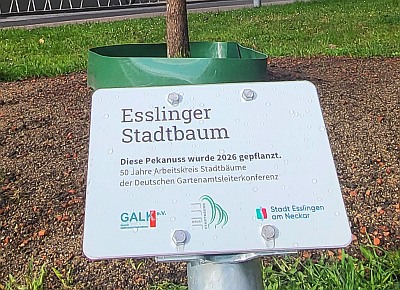 Esslinger
Stadtbaum
Diese Pekanuss wurde 2026 gepflanzt.
50 Jahre Arbeitskreis Stadtbäume
der Deutschen Gartenamtsleiterkonferenz
GALK e.V.
Stadt Esslingen
am Neckar